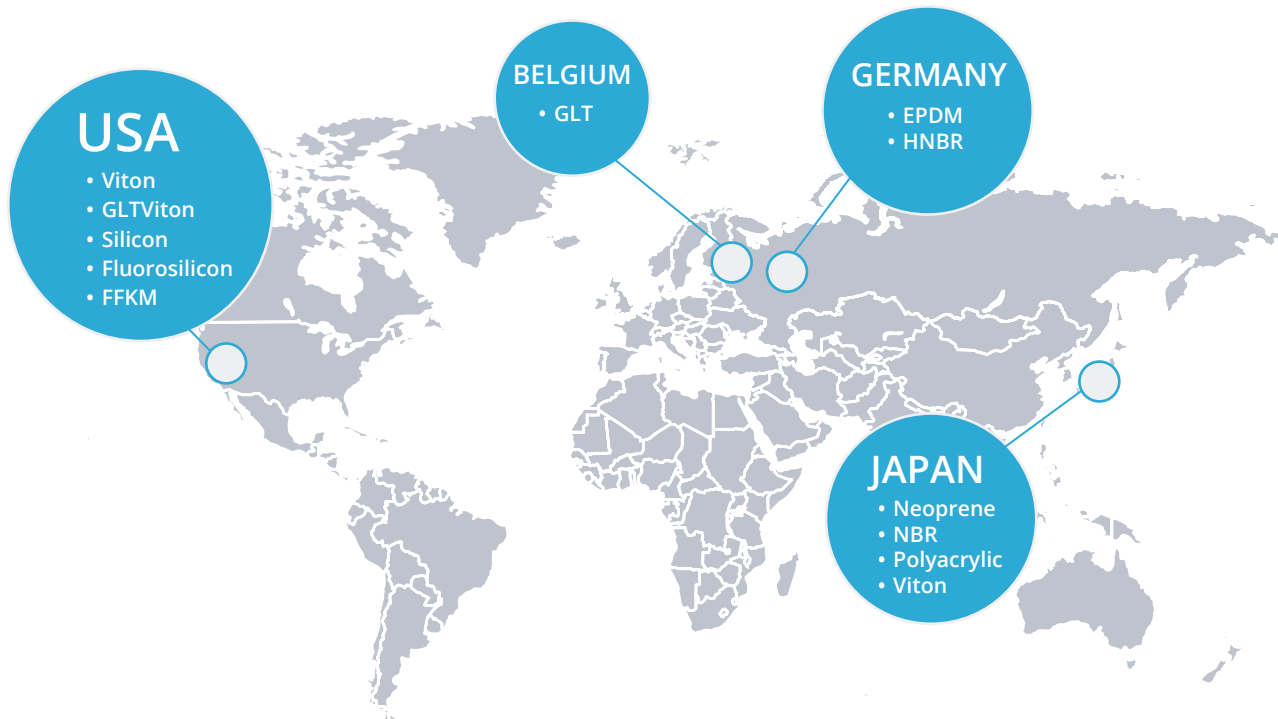 USA
• Viton
• GLTViton
• Silicon
• Fluorosilicon
• FFKM
BELGIUM
• GLT
GERMANY
• EPDM
• HNBR
JAPAN
• Neoprene
• NBR
• Polyacrylic
• Viton